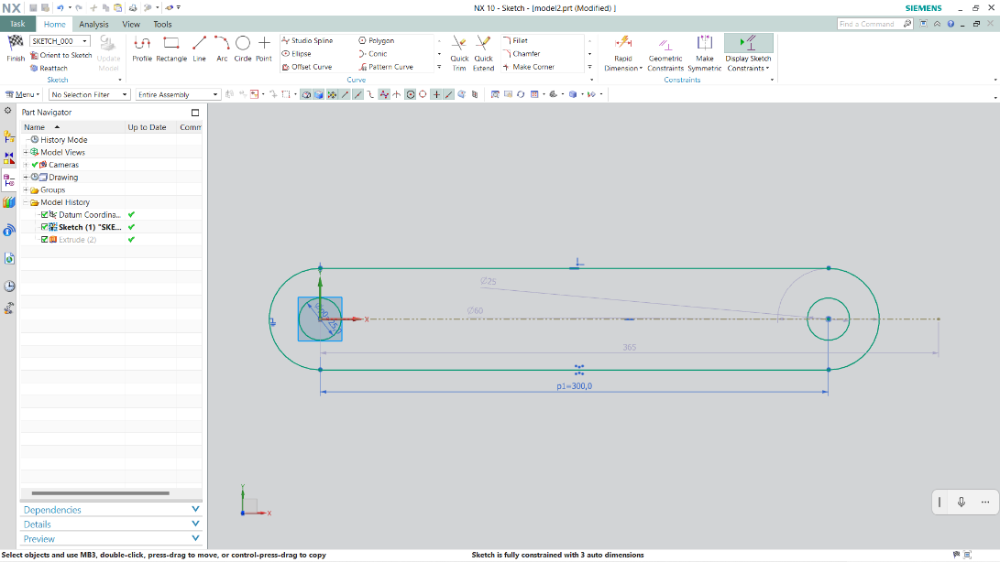 NX
Window
NX 10 - Sketch - [model2.prt (Modified) ]
SIEMENS
Task
Home
Analysis
View
Tools
Find a Command
SKETCH_000
Orient to Sketch
Reattach
Finish
Update
Model
Sketch
Profile
Rectangle
Line
Arc
Circle
Point
Studio Spline
Ellipse
Offset Curve
Polygon
Conic
Pattern Curve
Quick
Trim
Quick
Extend
Fillet
Chamfer
Make Corner
Curve
Rapid
Dimension
Geometric
Constraints
Make
Symmetric
Display Sketch
Constraints
Constraints
Menu
No Selection Filter
Entire Assembly
Part Navigator
Name
Up to Date
Comm
History Mode
Model Views
Cameras
Drawing
Groups
Model History
Datum Coordina...
Sketch (1) "SKE...
Extrude (2)
Dependencies
Details
Preview
Ø25
Ø60
X
365
p1=300,0
Y
X
Select objects and use MB3, double-click, press-drag to move, or control-press-drag to copy
Sketch is fully constrained with 3 auto dimensions